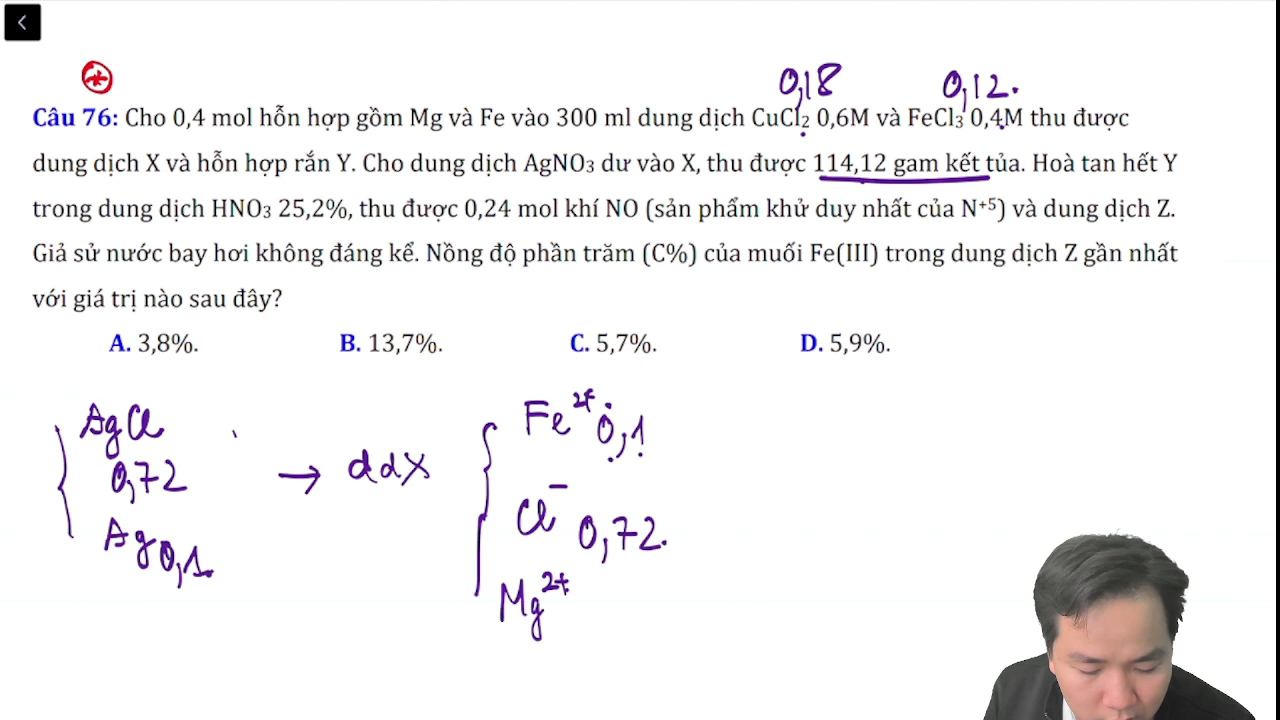 0,18 0,12.
Câu 76: Cho 0,4 mol hỗn hợp gồm Mg và Fe vào 300 ml dung dịch CuCl₂ 0,6M và FeCl₃ 0,4M thu được
dung dịch X và hỗn hợp rắn Y. Cho dung dịch AgNO₃ dư vào X, thu được 114,12 gam kết tủa. Hoà tan hết Y
trong dung dịch HNO₃ 25,2%, thu được 0,24 mol khí NO (sản phẩm khử duy nhất của N⁺⁵) và dung dịch Z.
Giả sử nước bay hơi không đáng kể. Nồng độ phần trăm (C%) của muối Fe(III) trong dung dịch Z gần nhất
với giá trị nào sau đây?
A. 3,8%. B. 13,7%. C. 5,7%. D. 5,9%.
AgCl
0,72
Ag 0,1.
→ ddX
Fe²⁺ 0,1
Cl⁻ 0,72.
Mg²⁺